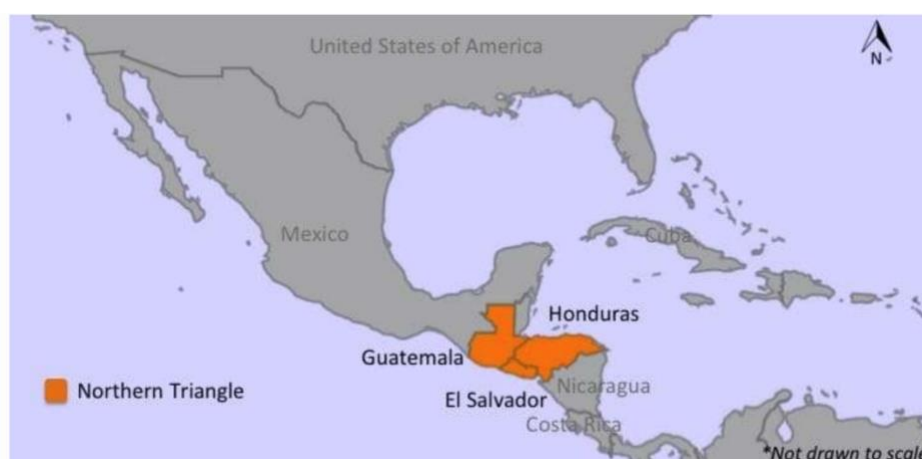 United States of America
N
Mexico
Cuba
Honduras
Guatemala
Northern Triangle
Nicaragua
El Salvador
Costa Rica
*Not drawn to scale